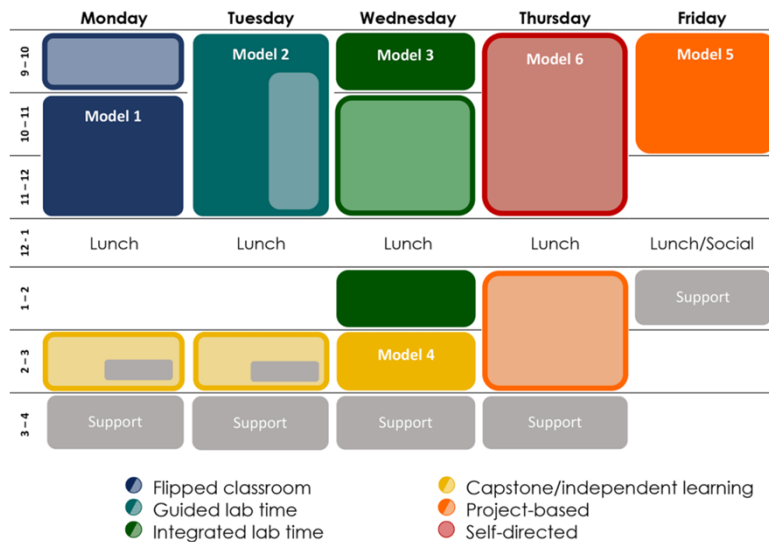 Monday Tuesday Wednesday Thursday Friday
9 – 10
Model 2 Model 3 Model 6 Model 5
10 – 11
Model 1
11 – 12
12 - 1
Lunch Lunch Lunch Lunch Lunch/Social
1 – 2
Support
2 – 3
Model 4
3 – 4
Support Support Support Support
Flipped classroom
Guided lab time
Integrated lab time
Capstone/independent learning
Project-based
Self-directed